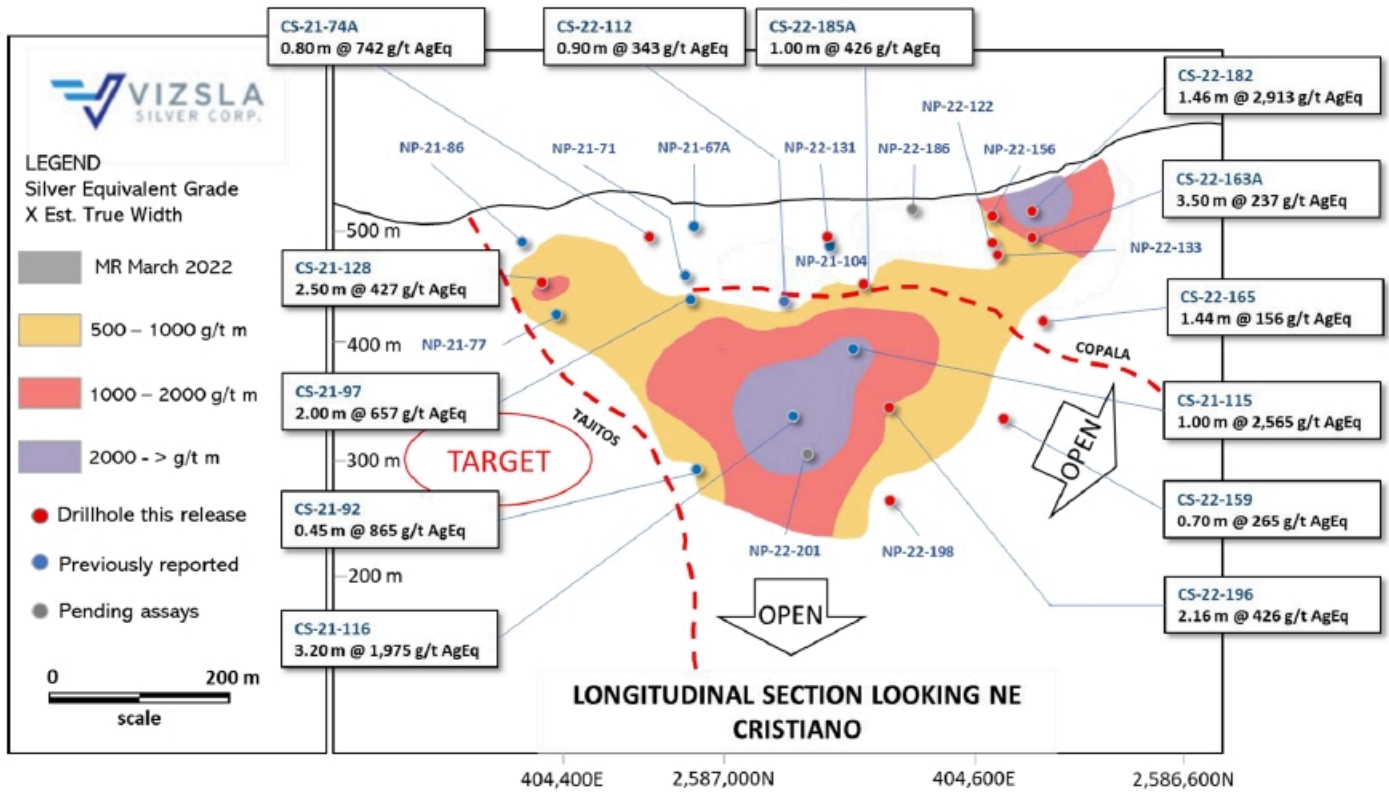 CS-21-74A
0.80 m @ 742 g/t AgEq
CS-22-112
0.90 m @ 343 g/t AgEq
CS-22-185A
1.00 m @ 426 g/t AgEq
CS-22-182
1.46 m @ 2,913 g/t AgEq
VIZSLA
SILVER CORP.
LEGEND
Silver Equivalent Grade
X Est. True Width
MR March 2022
500 – 1000 g/t m
1000 – 2000 g/t m
2000 - > g/t m
Drillhole this release
Previously reported
Pending assays
0 200 m
scale
NP-21-86
NP-21-71
NP-21-67A
NP-22-131
NP-22-186
NP-22-122
NP-22-156
CS-22-163A
3.50 m @ 237 g/t AgEq
500 m
NP-21-104
NP-22-133
CS-21-128
2.50 m @ 427 g/t AgEq
CS-22-165
1.44 m @ 156 g/t AgEq
NP-21-77
400 m
COPALA
CS-21-97
2.00 m @ 657 g/t AgEq
CS-21-115
1.00 m @ 2,565 g/t AgEq
TAJITOS
300 m
TARGET
OPEN
CS-21-92
0.45 m @ 865 g/t AgEq
CS-22-159
0.70 m @ 265 g/t AgEq
NP-22-201
NP-22-198
200 m
OPEN
CS-22-196
2.16 m @ 426 g/t AgEq
CS-21-116
3.20 m @ 1,975 g/t AgEq
LONGITUDINAL SECTION LOOKING NE
CRISTIANO
404,400E 2,587,000N 404,600E 2,586,600N